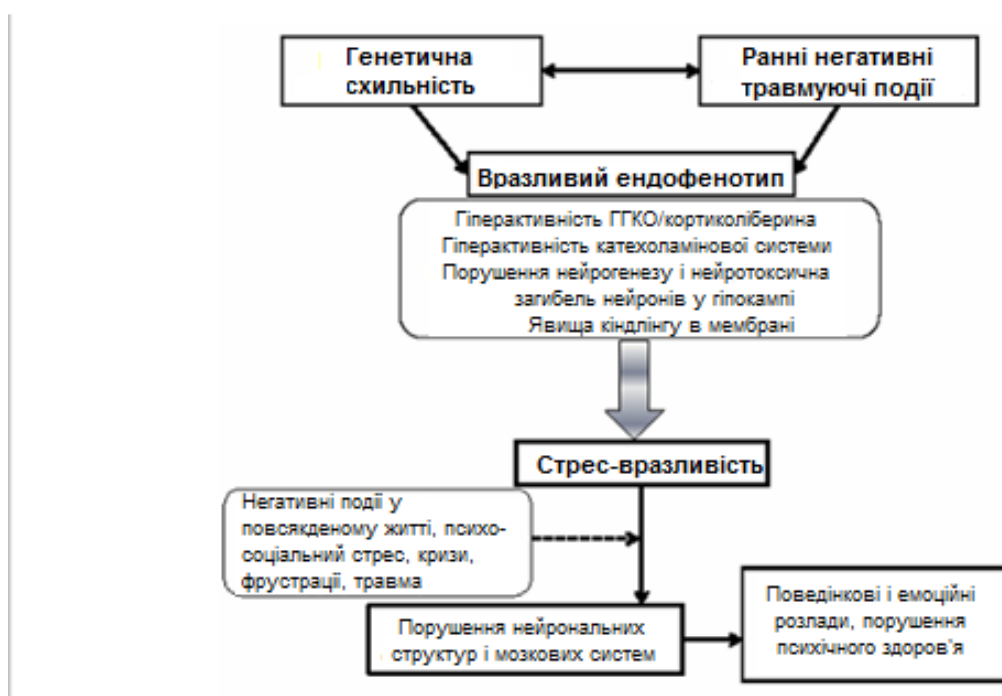 Генетична
схильність
Ранні негативні
травмуючі події
Вразливий ендофенотип
Гіперактивність ГГКО/кортиколіберина
Гіперактивність катехоламінової системи
Порушення нейрогенезу і нейротоксична
загибель нейронів у гіпокампі
Явища кіндлінгу в мембрані
Стрес-вразливість
Негативні події у
повсякденому житті, психо-
соціальний стрес, кризи,
фрустрації, травма
Порушення нейрональних
структур і мозкових систем
Поведінкові і емоційні
розлади, порушення
психічного здоров'я